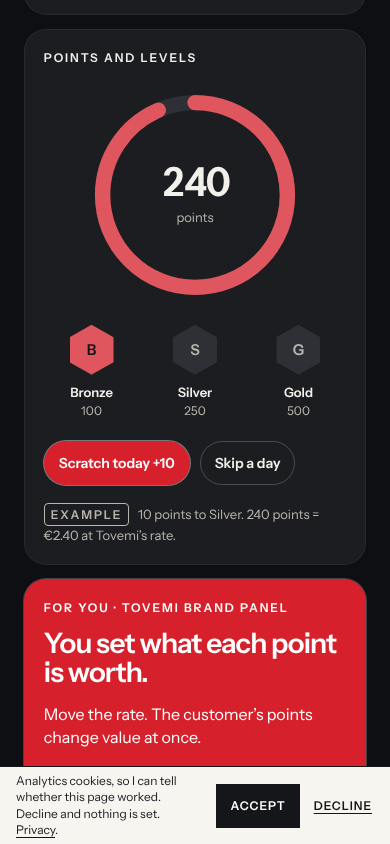 POINTS AND LEVELS
240
points
B
S
G
Bronze
Silver
Gold
100
250
500
Scratch today +10
Skip a day
EXAMPLE 10 points to Silver. 240 points =
€2.40 at Tovemi’s rate.
FOR YOU · TOVEMI BRAND PANEL
You set what each point
is worth.
Move the rate. The customer’s points
change value at once.
Analytics cookies, so I can tell
whether this page worked.
Decline and nothing is set.
Privacy.
ACCEPT
DECLINE